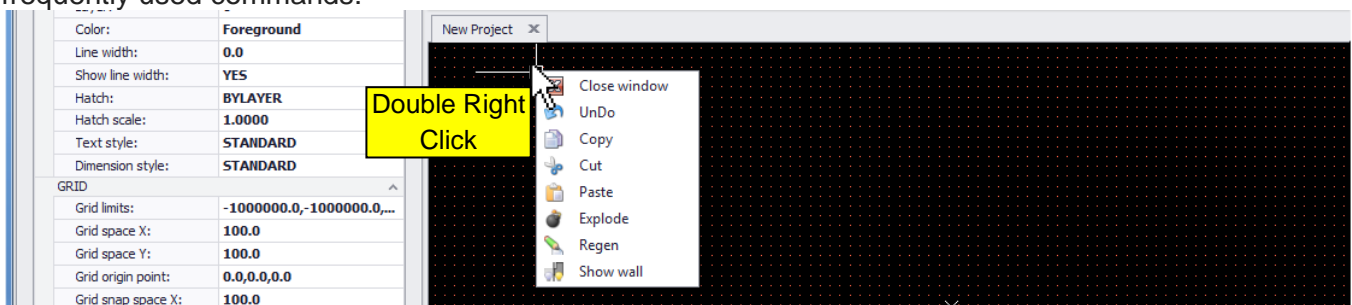 frequently used commands.
Color: Foreground
Line width: 0.0
Show line width: YES
Hatch: BYLAYER
Hatch scale: 1.0000
Text style: STANDARD
Dimension style: STANDARD
GRID
Grid limits: -1000000.0,-1000000.0,...
Grid space X: 100.0
Grid space Y: 100.0
Grid origin point: 0.0,0.0,0.0
Grid snap space X: 100.0
Double Right
Click
New Project
Close window
UnDo
Copy
Cut
Paste
Explode
Regen
Show wall